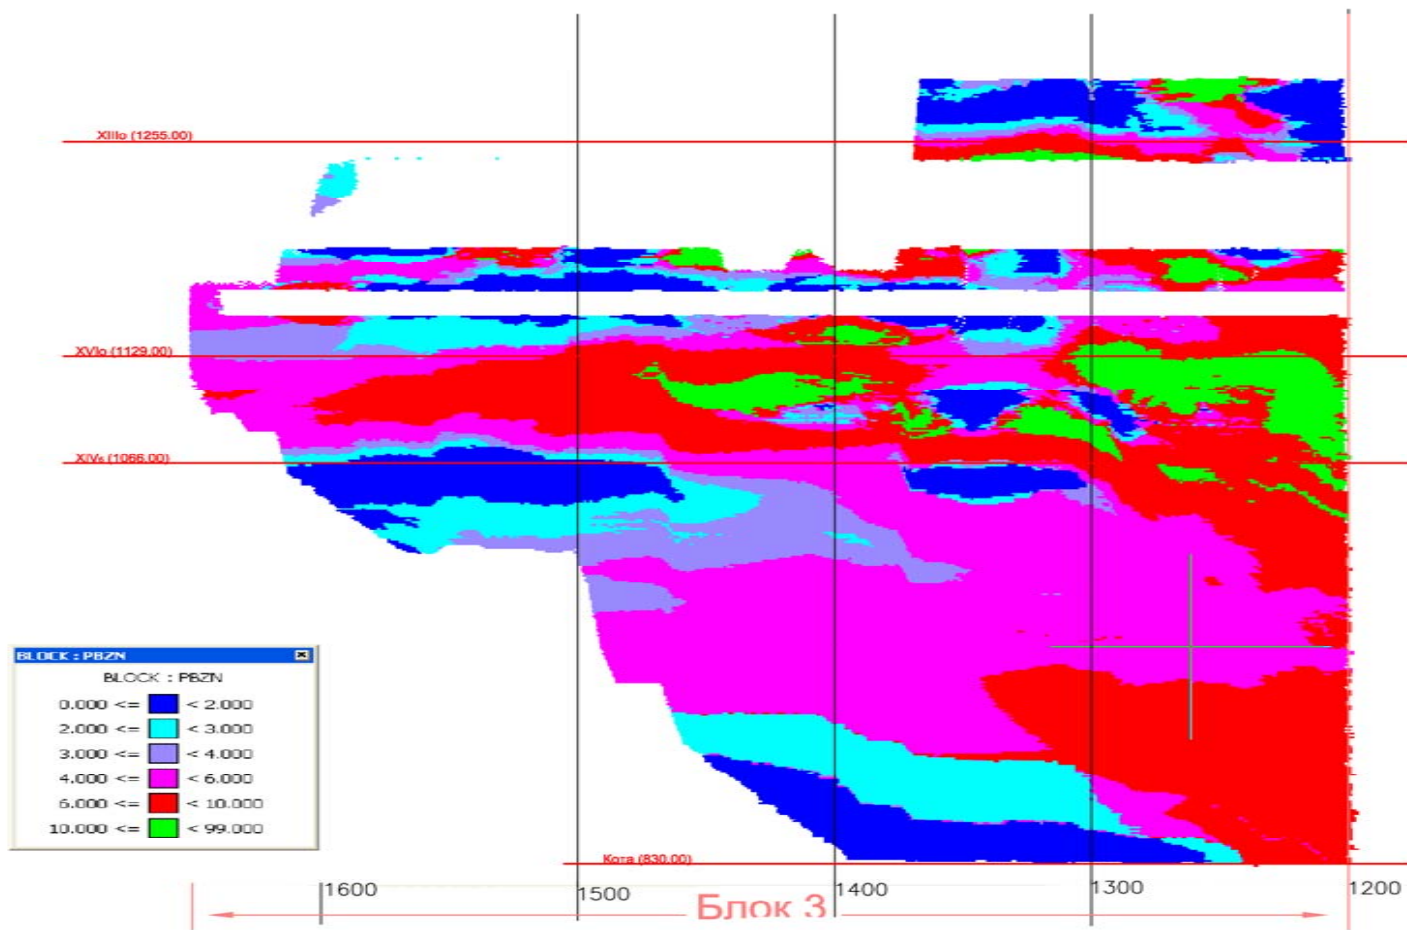 XIIIo (1255.00)
XVIo (1129.00)
XIVs (1066.00)
BLOCK : PBZN
BLOCK : PBZN
0.000 <= < 2.000
2.000 <= < 3.000
3.000 <= < 4.000
4.000 <= < 6.000
6.000 <= < 10.000
10.000 <= < 99.000
Кота (830.00)
1600 1500 1400 1300 1200
Блок 3